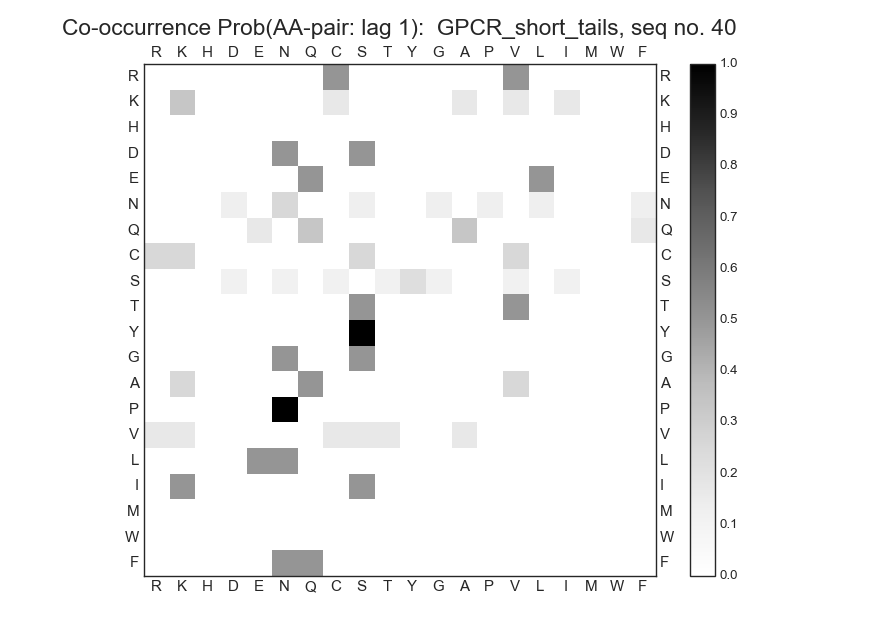 Co-occurrence Prob(AA-pair: lag 1):  GPCR_short_tails, seq no. 40
R K H D E N Q C S T Y G A P V L I M W F
R R 1.0
K K 0.9
H H
D D 0.8
E E
N N 0.7
Q Q
C C 0.6
S S
T T 0.5
Y Y
G G 0.4
A A
P P 0.3
V V
L L 0.2
I I
M M 0.1
W W
F F 0.0
R K H D E N Q C S T Y G A P V L I M W F